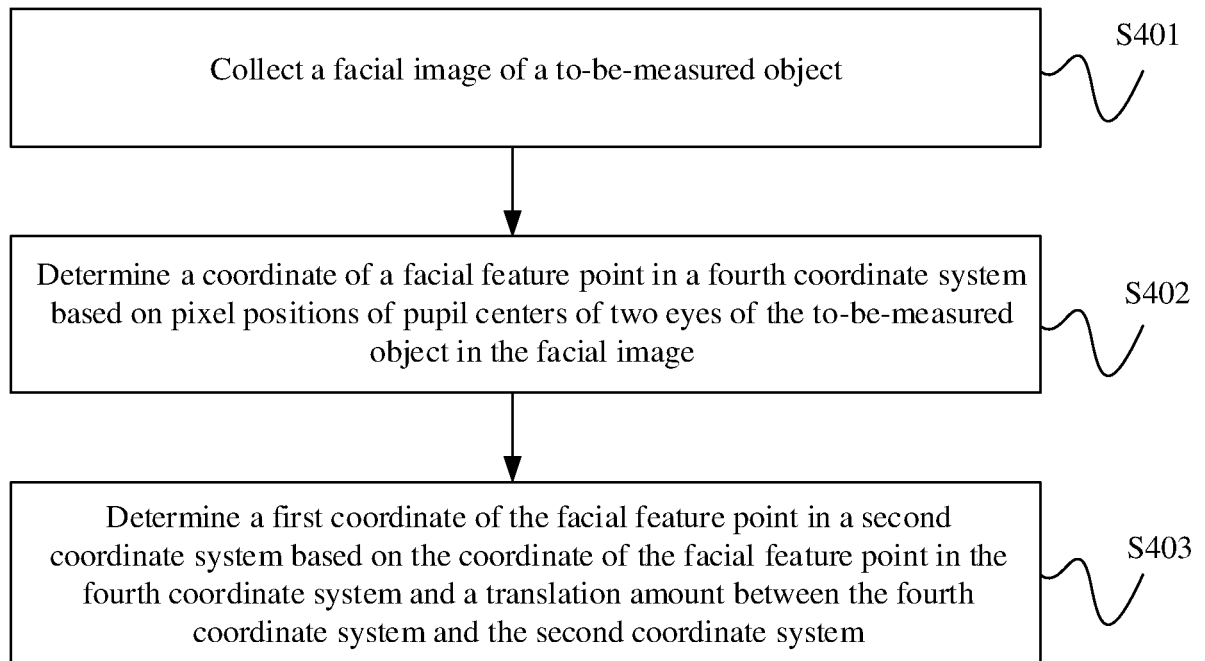 Collect a facial image of a to-be-measured object
S401
Determine a coordinate of a facial feature point in a fourth coordinate system
based on pixel positions of pupil centers of two eyes of the to-be-measured
object in the facial image
S402
Determine a first coordinate of the facial feature point in a second
coordinate system based on the coordinate of the facial feature point in the
fourth coordinate system and a translation amount between the fourth
coordinate system and the second coordinate system
S403